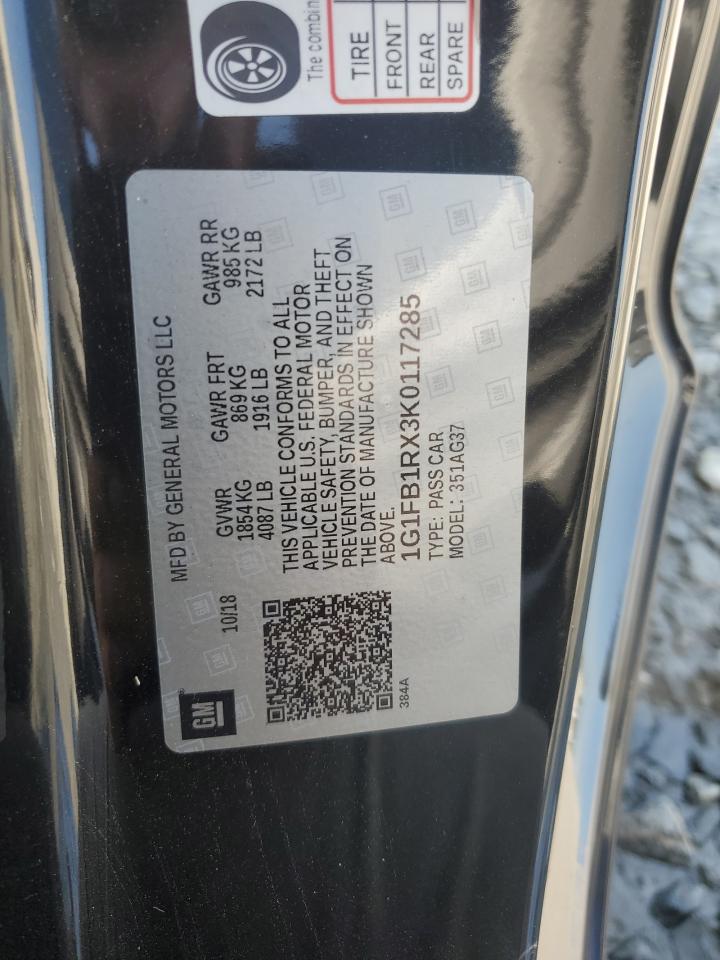 The combin
TIRE
FRONT
REAR
SPARE
MFD BY GENERAL MOTORS LLC
10/18
GVWR GAWR FRT GAWR RR
1854 KG 869 KG 985 KG
4087 LB 1916 LB 2172 LB
THIS VEHICLE CONFORMS TO ALL
APPLICABLE U.S. FEDERAL MOTOR
VEHICLE SAFETY, BUMPER, AND THEFT
PREVENTION STANDARDS IN EFFECT ON
THE DATE OF MANUFACTURE SHOWN
ABOVE.
1G1FB1RX3K0117285
TYPE: PASS CAR
MODEL: 351AG37
GM
384A